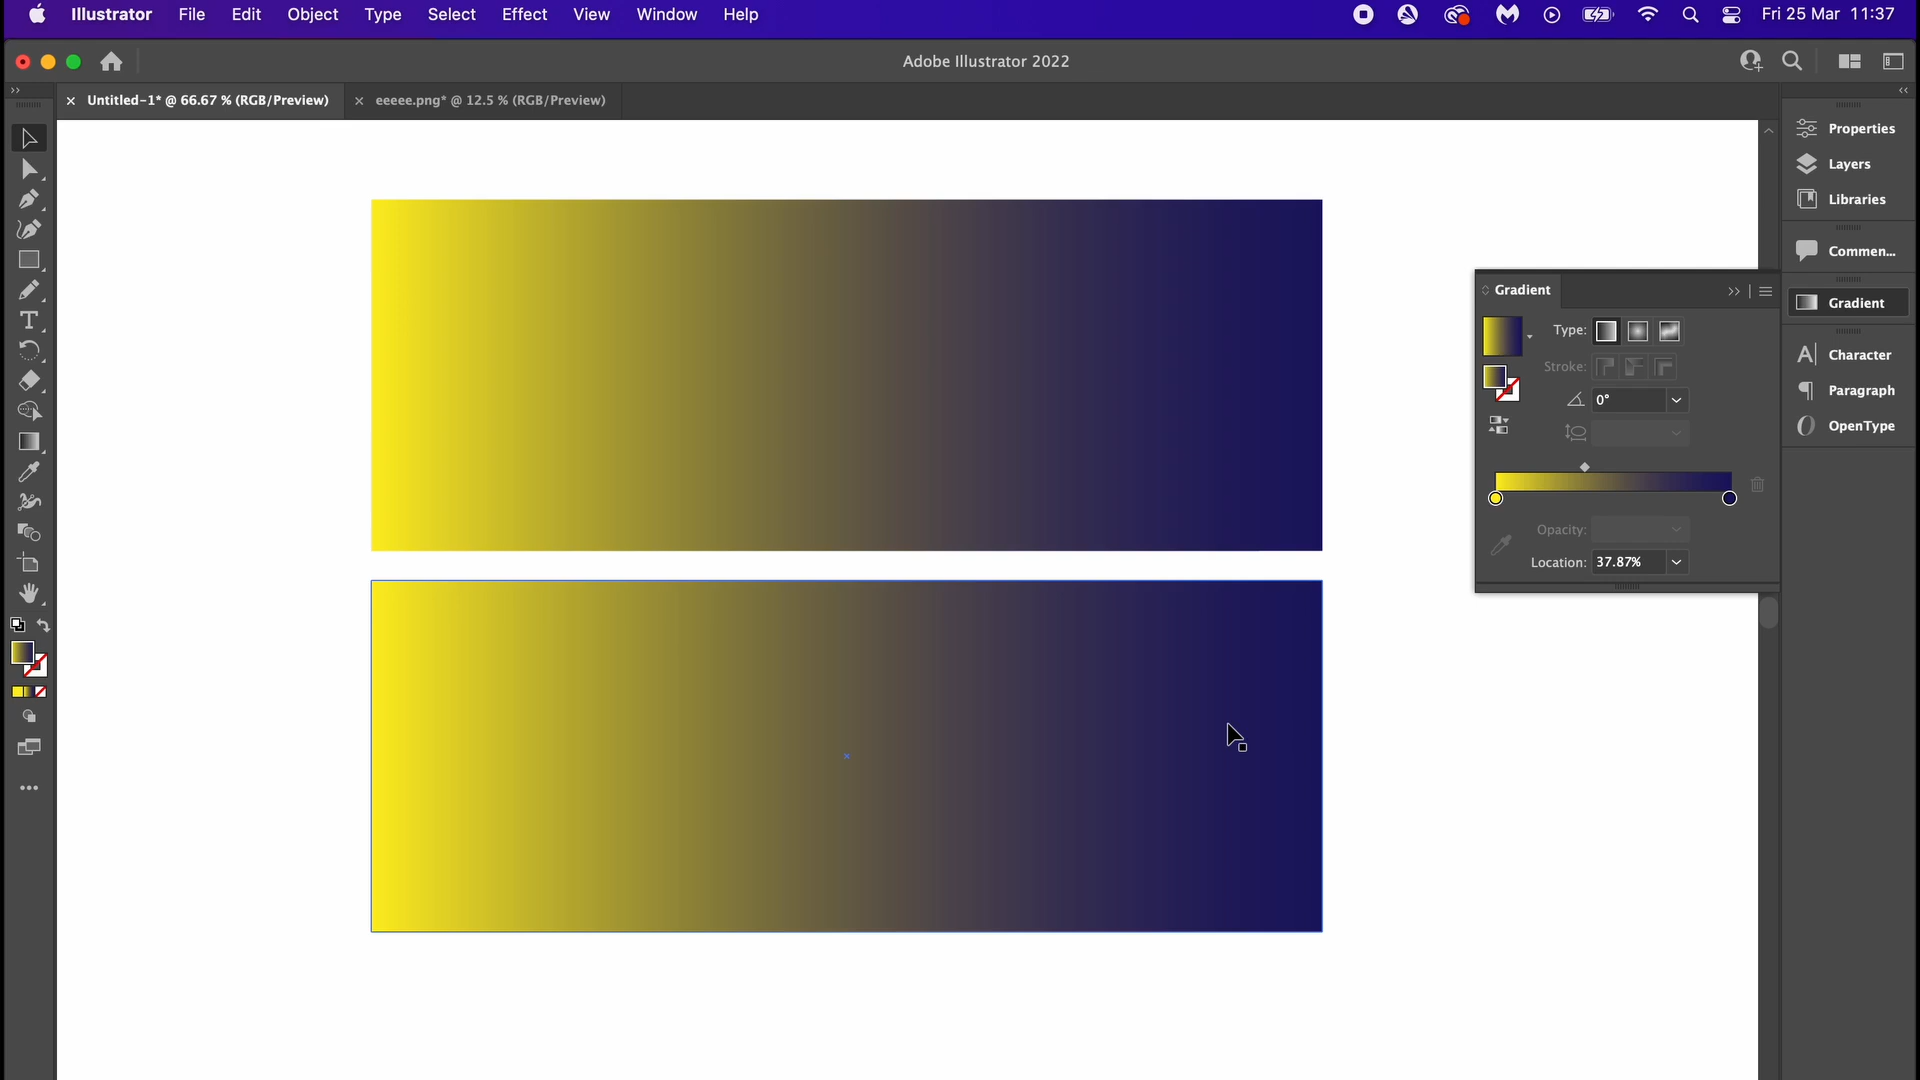 Illustrator File Edit Object Type Select Effect View Window Help Fri 25 Mar 11:37
Adobe Illustrator 2022
Untitled-1* @ 66.67 % (RGB/Preview) eeeee.png* @ 12.5 % (RGB/Preview)
Properties
Layers
Libraries
Commen...
Gradient
Character
Paragraph
OpenType
Gradient
Type:
Stroke:
0°
Opacity:
Location: 37.87%